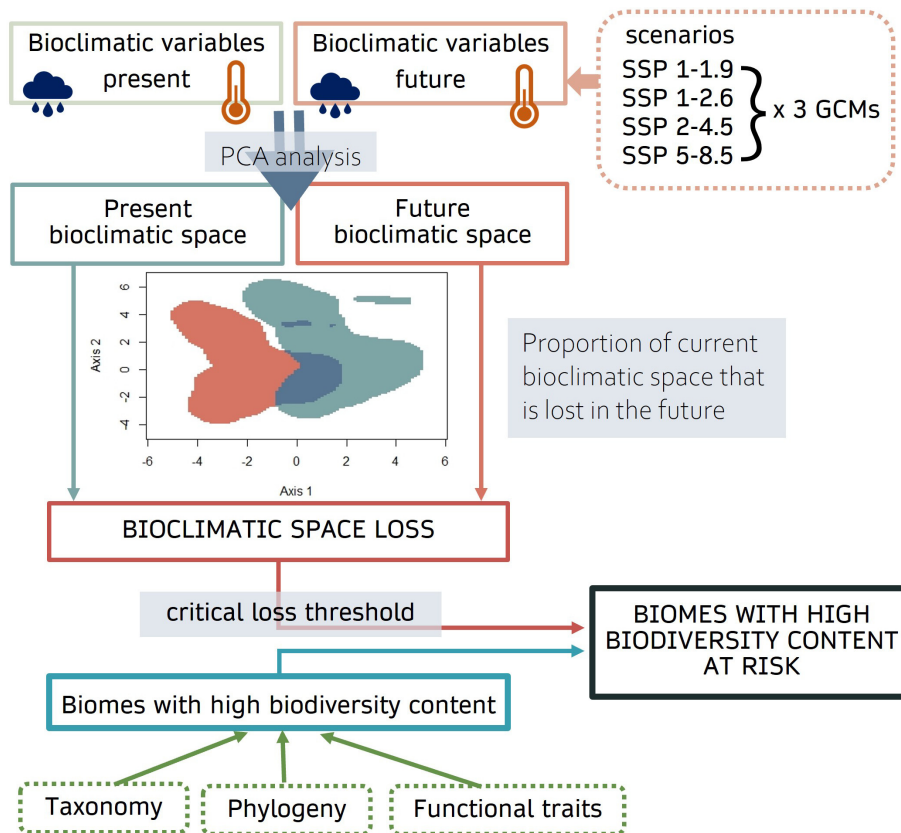 Bioclimatic variables
present
Bioclimatic variables
future
scenarios
SSP 1-1.9
SSP 1-2.6
SSP 2-4.5
SSP 5-8.5
x 3 GCMs
PCA analysis
Present
bioclimatic space
Future
bioclimatic space
Axis 2
6
4
2
0
-2
-4
-6
-4
-2
0
2
4
6
Axis 1
Proportion of current
bioclimatic space that
is lost in the future
BIOCLIMATIC SPACE LOSS
critical loss threshold
BIOMES WITH HIGH
BIODIVERSITY CONTENT
AT RISK
Biomes with high biodiversity content
Taxonomy
Phylogeny
Functional traits